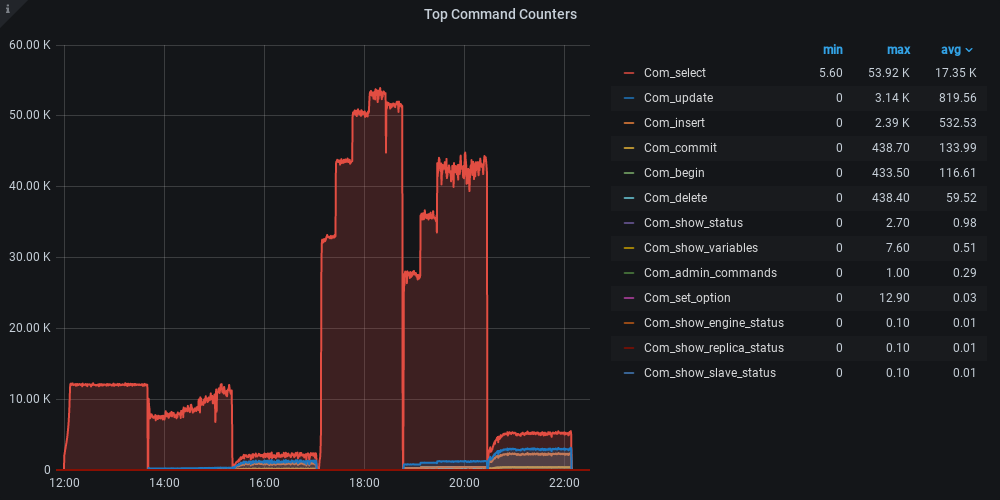 i
Top Command Counters
60.00 K
50.00 K
40.00 K
30.00 K
20.00 K
10.00 K
0
12:00 14:00 16:00 18:00 20:00 22:00
min max avg
Com_select 5.60 53.92 K 17.35 K
Com_update 0 3.14 K 819.56
Com_insert 0 2.39 K 532.53
Com_commit 0 438.70 133.99
Com_begin 0 433.50 116.61
Com_delete 0 438.40 59.52
Com_show_status 0 2.70 0.98
Com_show_variables 0 7.60 0.51
Com_admin_commands 0 1.00 0.29
Com_set_option 0 12.90 0.03
Com_show_engine_status 0 0.10 0.01
Com_show_replica_status 0 0.10 0.01
Com_show_slave_status 0 0.10 0.01